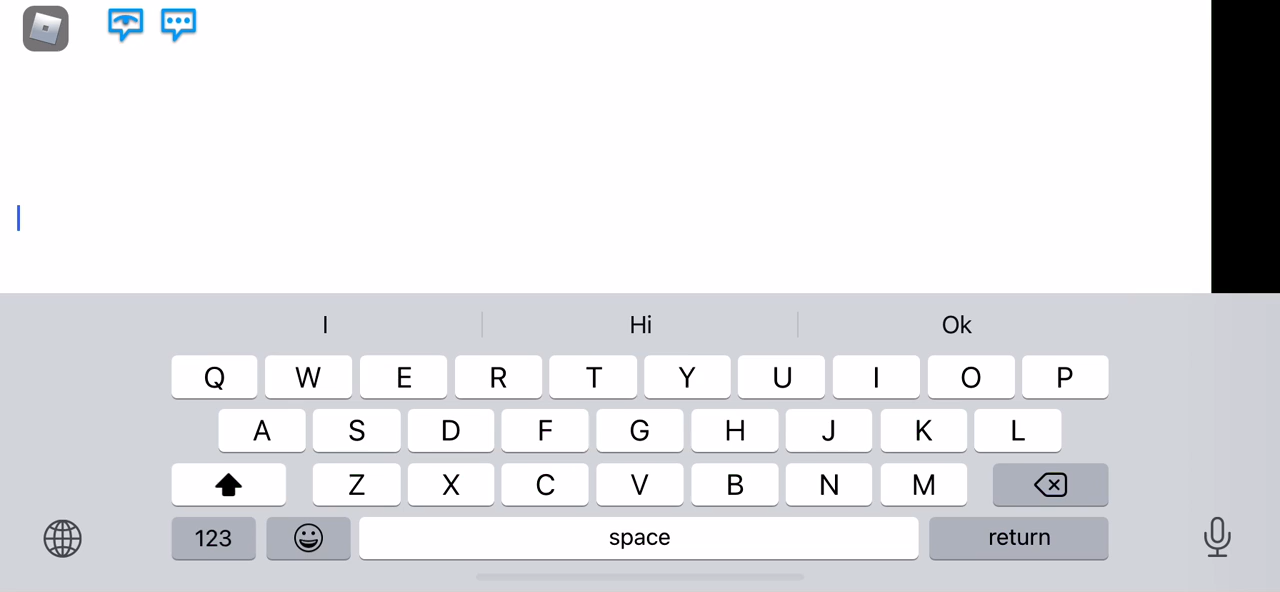 I Hi Ok
Q W E R T Y U I O P
A S D F G H J K L
Z X C V B N M
123 space return